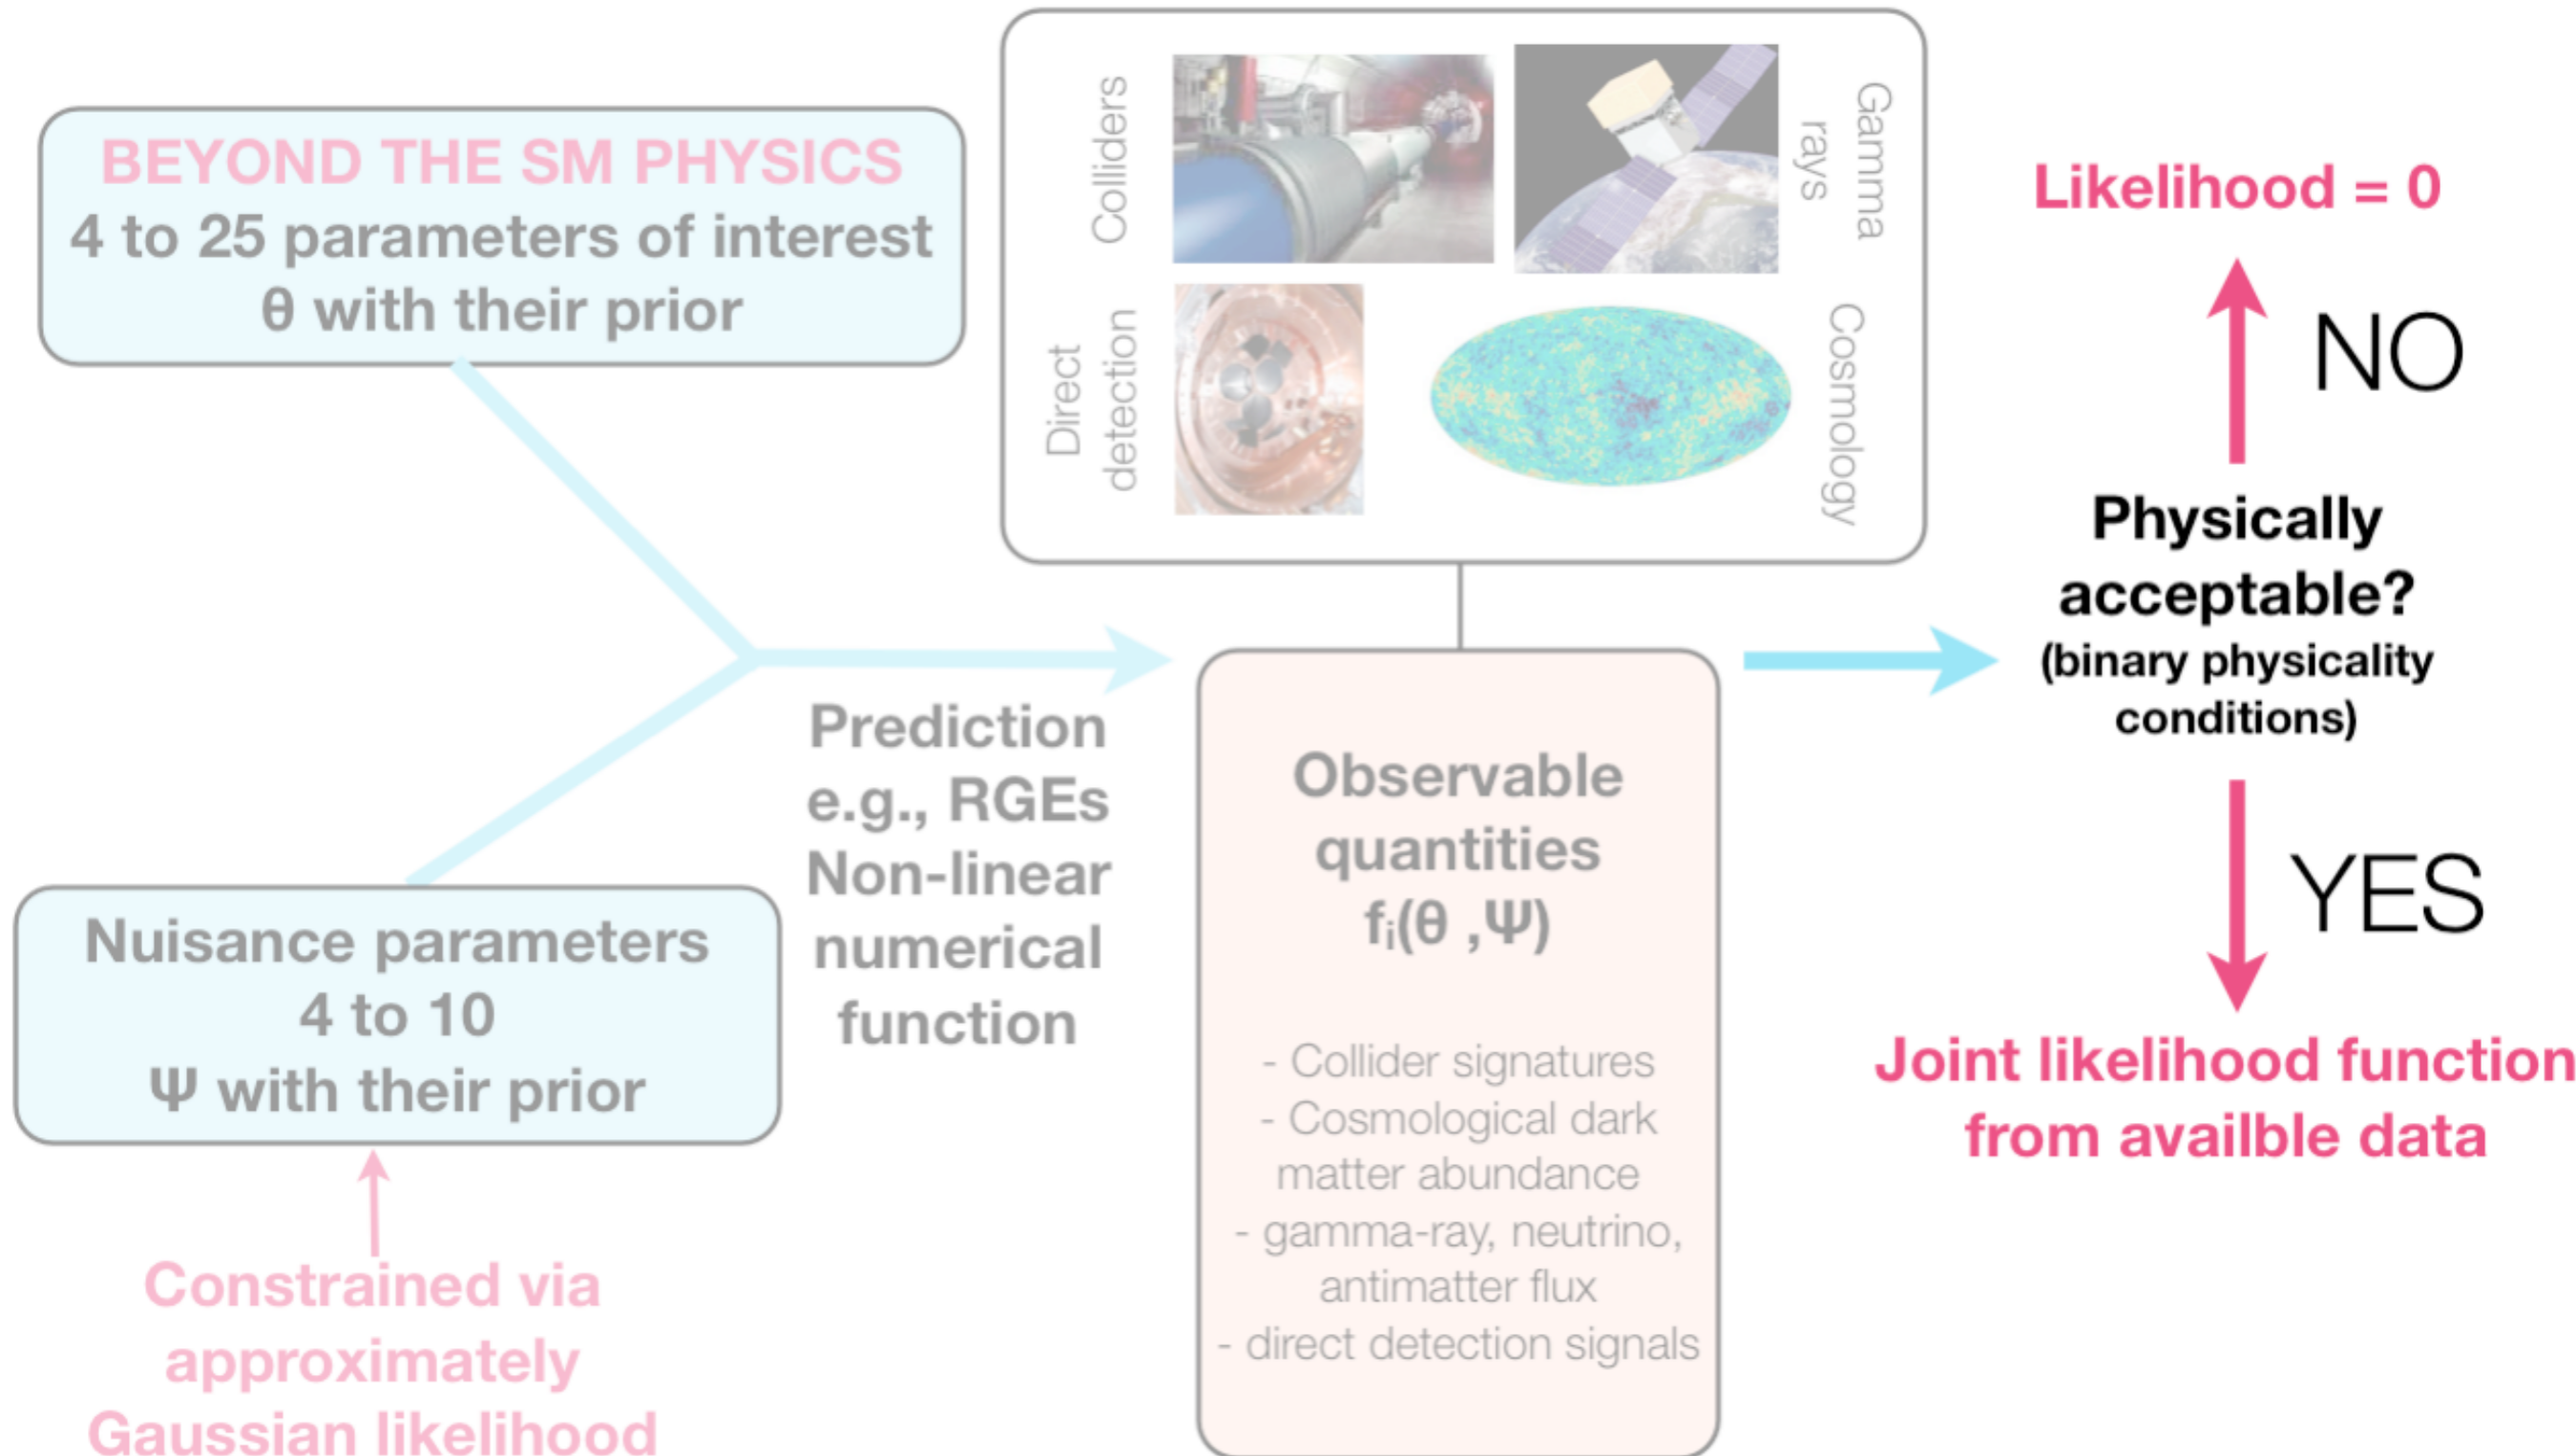 BEYOND THE SM PHYSICS
4 to 25 parameters of interest
θ with their prior
Nuisance parameters
4 to 10
Ψ with their prior
Constrained via
approximately
Gaussian likelihood
Prediction
e.g., RGEs
Non-linear
numerical
function
Colliders
Gamma
rays
Direct
detection
Cosmology
Observable
quantities
fᵢ(θ ,Ψ)
- Collider signatures
- Cosmological dark
matter abundance
- gamma-ray, neutrino,
antimatter flux
- direct detection signals
Likelihood = 0
NO
Physically
acceptable?
(binary physicality
conditions)
YES
Joint likelihood function
from availble data